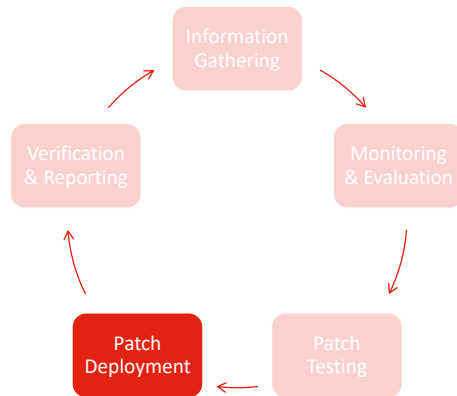 Information
Gathering
Monitoring
& Evaluation
Patch
Testing
Patch
Deployment
Verification
& Reporting